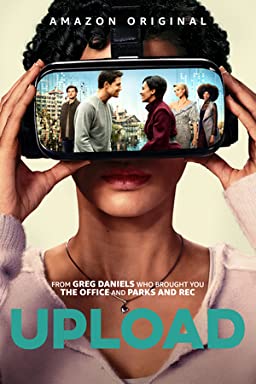 AMAZON ORIGINAL
FROM GREG DANIELS WHO BROUGHT YOU
THE OFFICE AND PARKS AND REC
UPLOAD